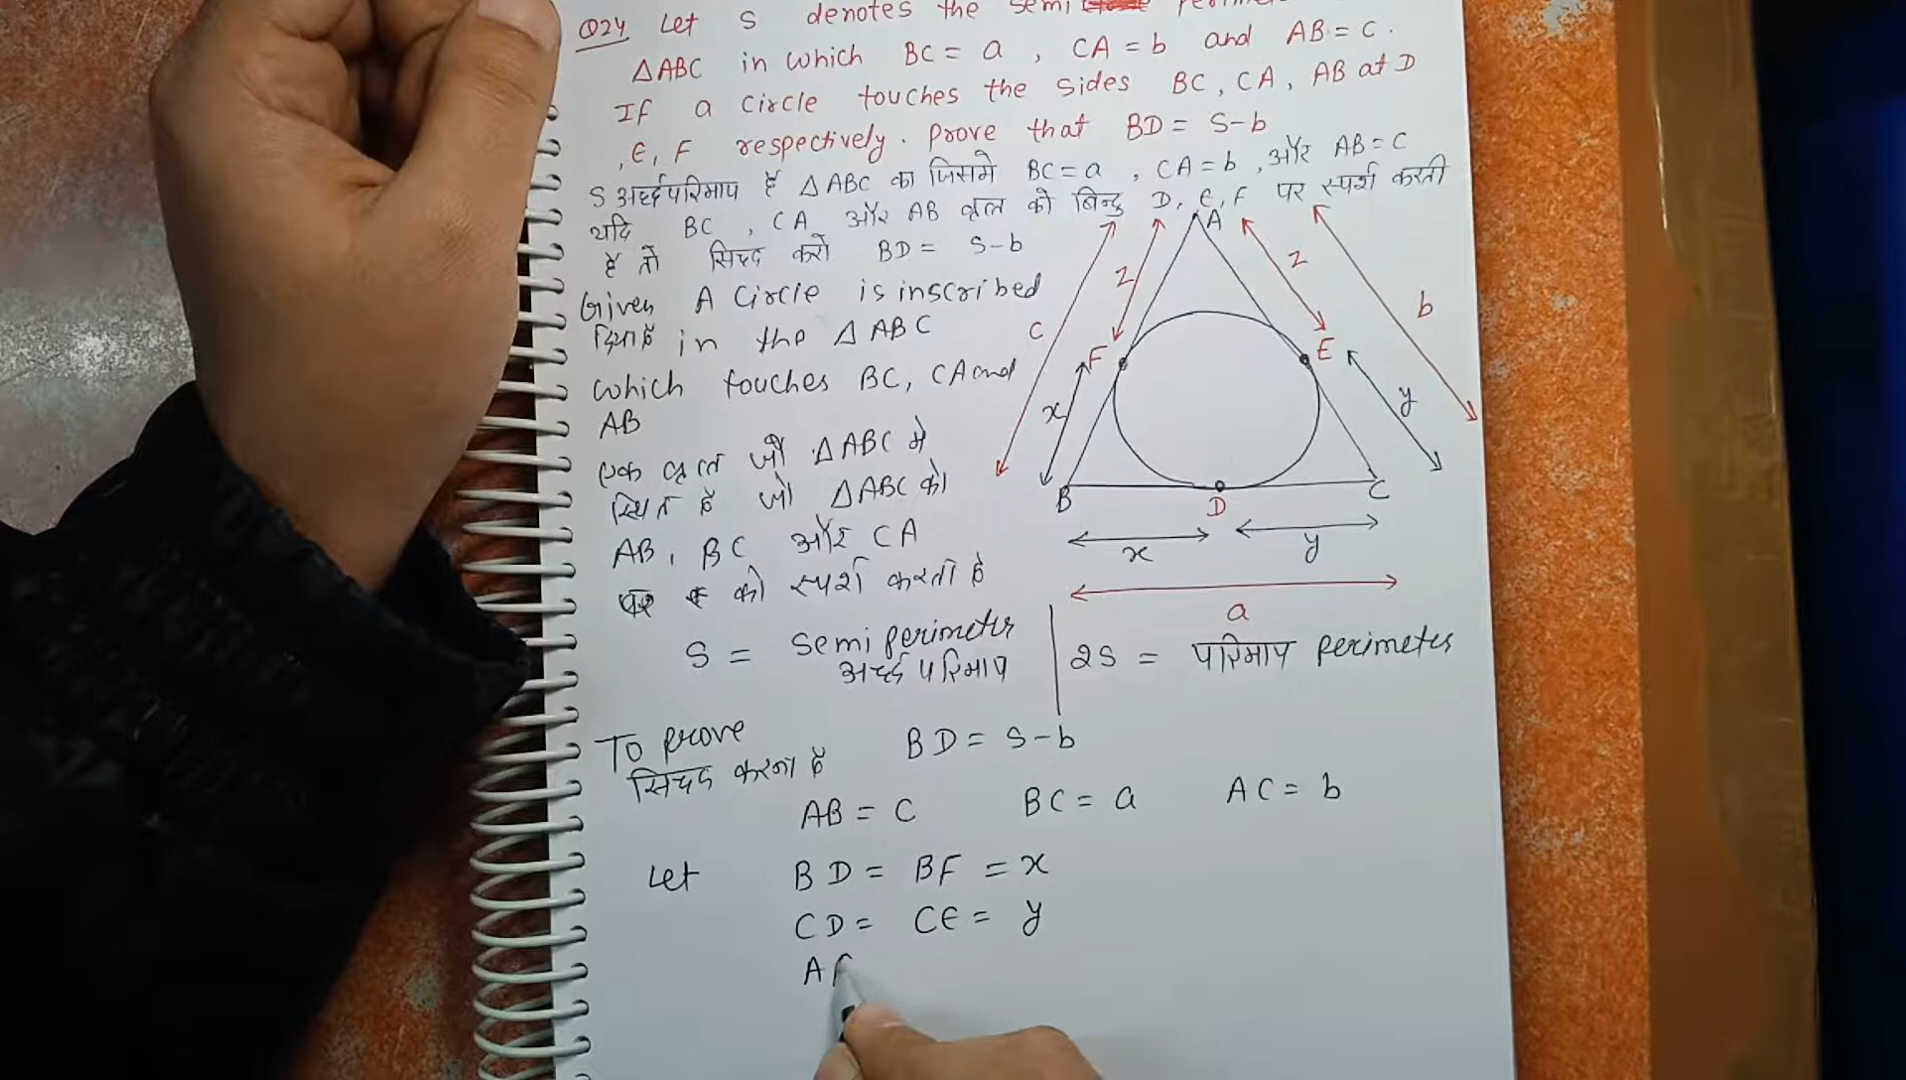 Q24 Let S denotes the semi
△ABC in which BC = a , CA = b and AB = c .
If a circle touches the sides BC, CA, AB at D
, E, F respectively. prove that BD = S-b
S अर्द्धपरिमाप है △ABC का जिसमे BC = a , CA = b , और AB = c
यदि BC , CA और AB वृत्त को बिन्दु D, E, F पर स्पर्श करती
है तो सिद्ध करो BD = S-b
Given A circle is inscribed
दिया है in the △ABC
which touches BC, CA and
AB
एक वृत्त जो △ABC मे
स्थित है जो △ABC को
AB, BC और CA
को स्पर्श करता है
A
z
z
c
b
F
E
x
y
B
D
C
x
y
a
S = semi perimeter
अर्द्ध परिमाप
2S = परिमाप perimeter
To prove BD = S-b
सिद्ध करना है
AB = c BC = a AC = b
Let BD = BF = x
CD = CE = y
A